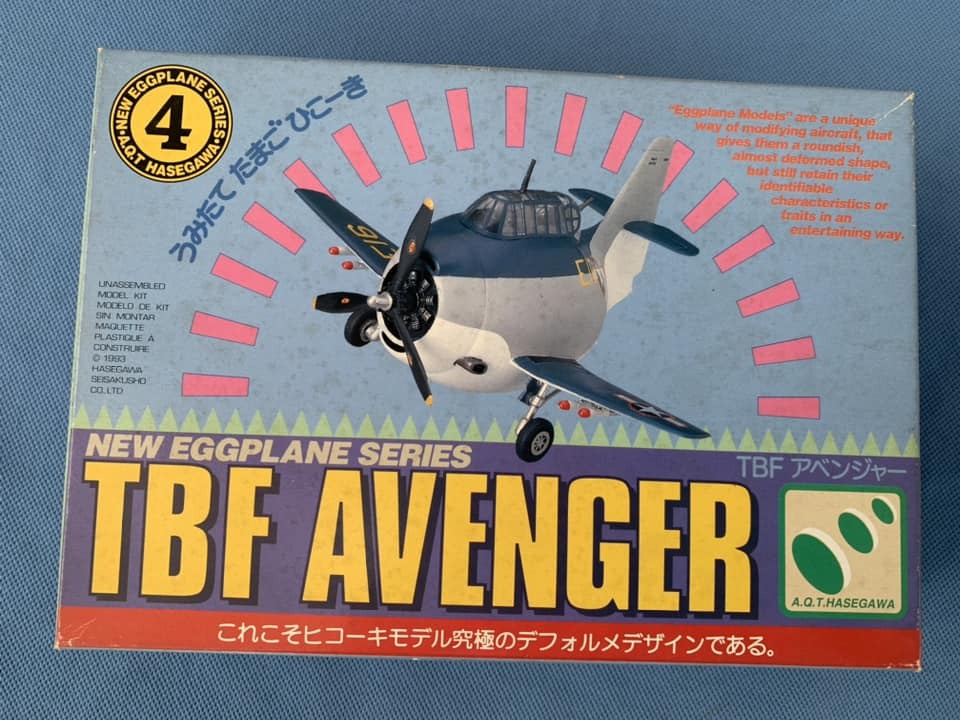 NEW EGGPLANE SERIES
4
A.Q.T HASEGAWA
うみたて たまごひこーき
"Eggplane Models" are a unique
way of modifying aircraft, that
gives them a roundish,
almost deformed shape,
but still retain their
identifiable
characteristics or
traits in an
entertaining way.
UNASSEMBLED
MODEL KIT
MODELO DE KIT
SIN MONTAR
MAQUETTE
PLASTIQUE À
CONSTRUIRE
© 1993
HASEGAWA
SEISAKUSHO
CO.,LTD
NEW EGGPLANE SERIES
TBF アベンジャー
TBF AVENGER
A.Q.T.HASEGAWA
これこそヒコーキモデル究極のデフォルメデザインである。